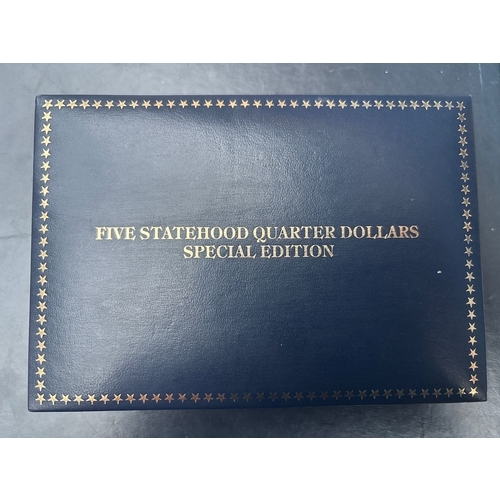 FIVE STATEHOOD QUARTER DOLLARS
SPECIAL EDITION